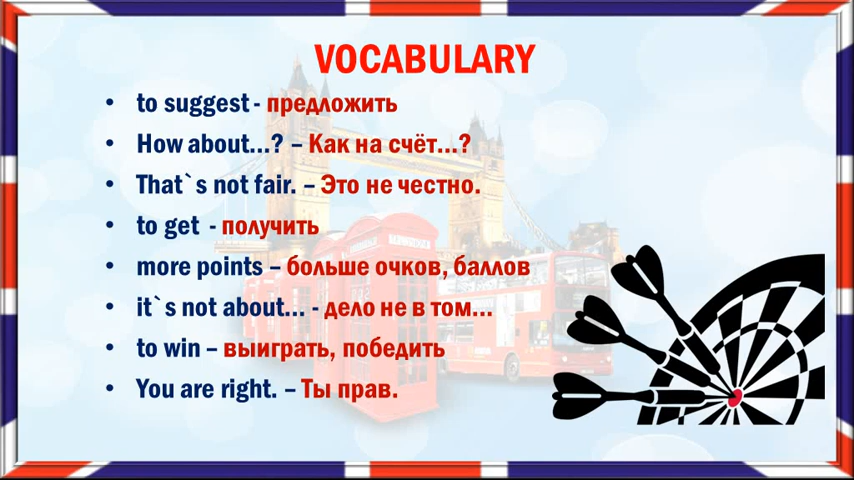 VOCABULARY
• to suggest - предложить
• How about...? – Как на счёт...?
• That`s not fair. – Это не честно.
• to get - получить
• more points – больше очков, баллов
• it`s not about... - дело не в том...
• to win – выиграть, победить
• You are right. – Ты прав.